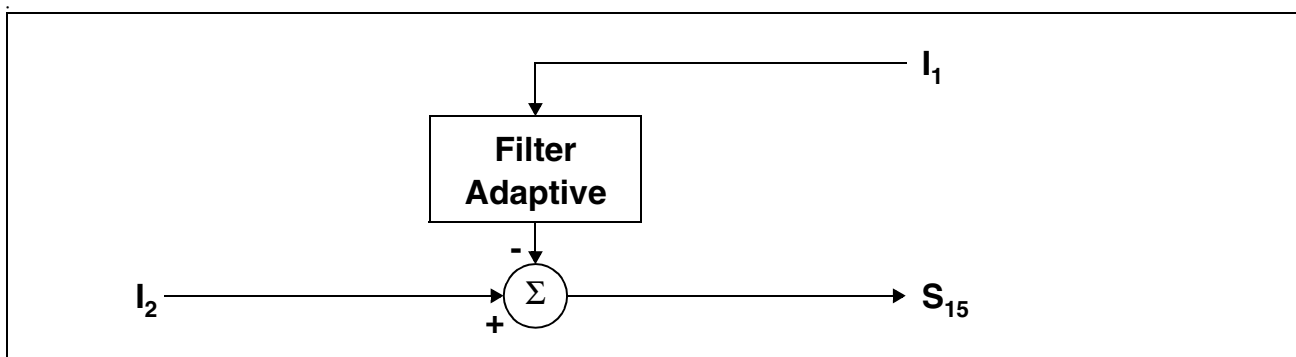 .
I₁
Filter
Adaptive
-
I₂
Σ
S₁₅
+